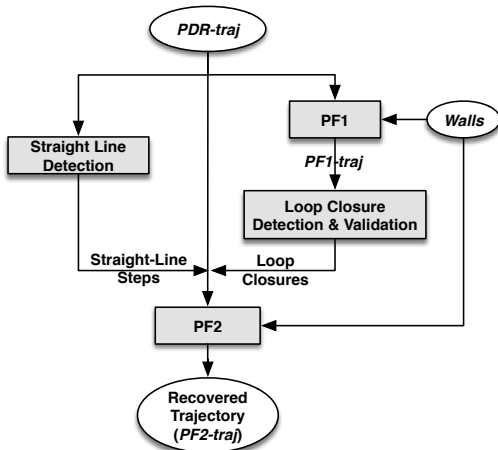 PDR-traj
PF1
Walls
Straight Line
Detection
PF1-traj
Loop Closure
Detection & Validation
Straight-Line
Steps
Loop
Closures
PF2
Recovered
Trajectory
(PF2-traj)